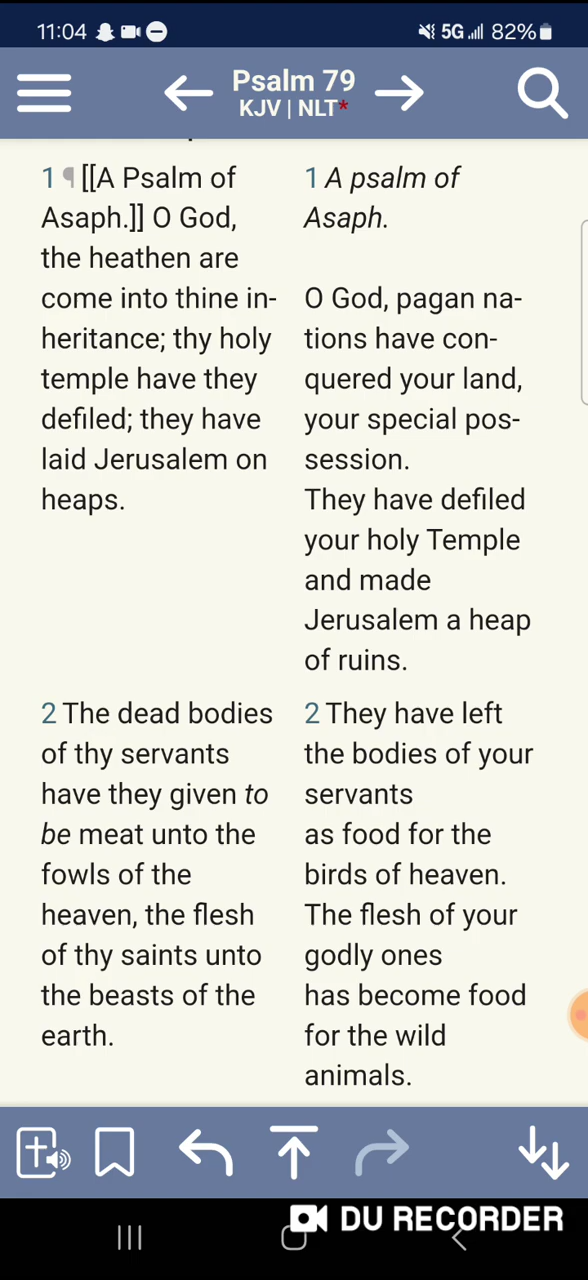 11:04 5G 82%
Psalm 79
KJV | NLT*
1 ¶ [[A Psalm of
Asaph.]] O God,
the heathen are
come into thine in-
heritance; thy holy
temple have they
defiled; they have
laid Jerusalem on
heaps.
1 A psalm of
Asaph.
O God, pagan na-
tions have con-
quered your land,
your special pos-
session.
They have defiled
your holy Temple
and made
Jerusalem a heap
of ruins.
2 The dead bodies
of thy servants
have they given to
be meat unto the
fowls of the
heaven, the flesh
of thy saints unto
the beasts of the
earth.
2 They have left
the bodies of your
servants
as food for the
birds of heaven.
The flesh of your
godly ones
has become food
for the wild
animals.
DU RECORDER